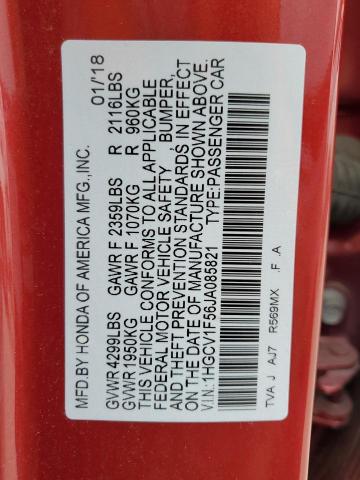 MFD.BY HONDA OF AMERICA MFG.,INC. 01/18
GVWR 4299LBS GAWR F 2359LBS R 2116LBS
GVWR 1950KG GAWR F 1070KG R 960KG
THIS VEHICLE CONFORMS TO ALL APPLICABLE
FEDERAL MOTOR VEHICLE SAFETY , BUMPER,
AND THEFT PREVENTION STANDARDS IN EFFECT
ON THE DATE OF MANUFACTURE SHOWN ABOVE.
V.I.N.:1HGCV1F56JA085821 TYPE:PASSENGER CAR
TVA J AJ7 R569MX .F .A